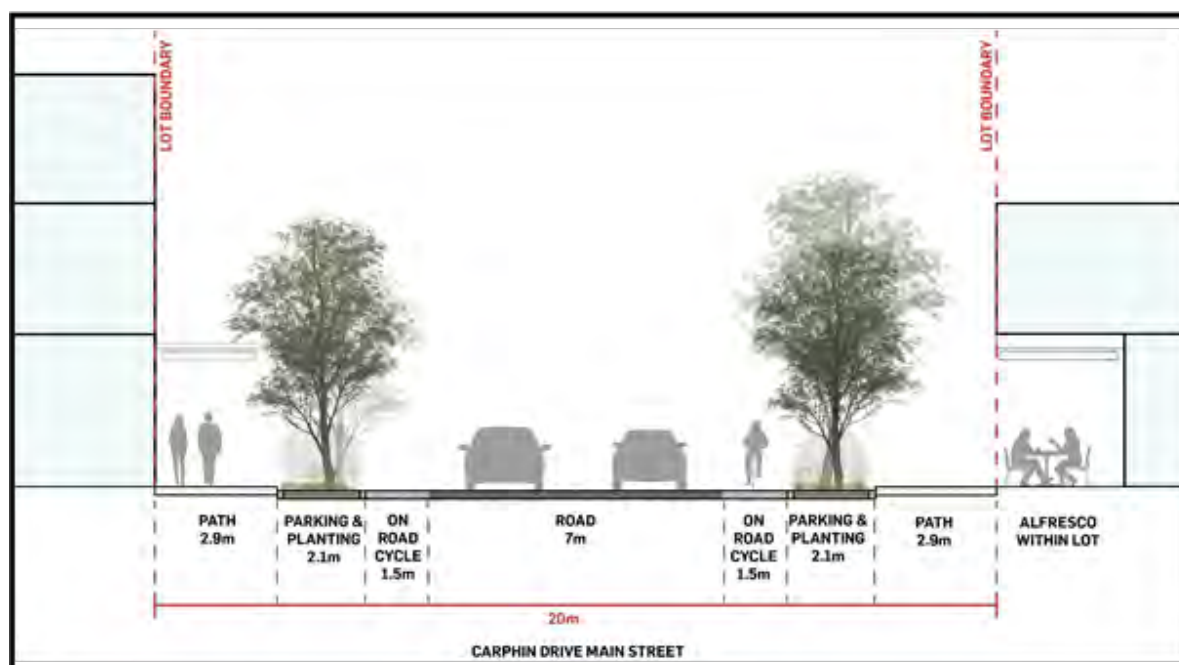 LOT BOUNDARY
LOT BOUNDARY
PATH
2.9m
PARKING &
PLANTING
2.1m
ON
ROAD
CYCLE
1.5m
ROAD
7m
ON
ROAD
CYCLE
1.5m
PARKING &
PLANTING
2.1m
PATH
2.9m
ALFRESCO
WITHIN LOT
20m
CARPHIN DRIVE MAIN STREET